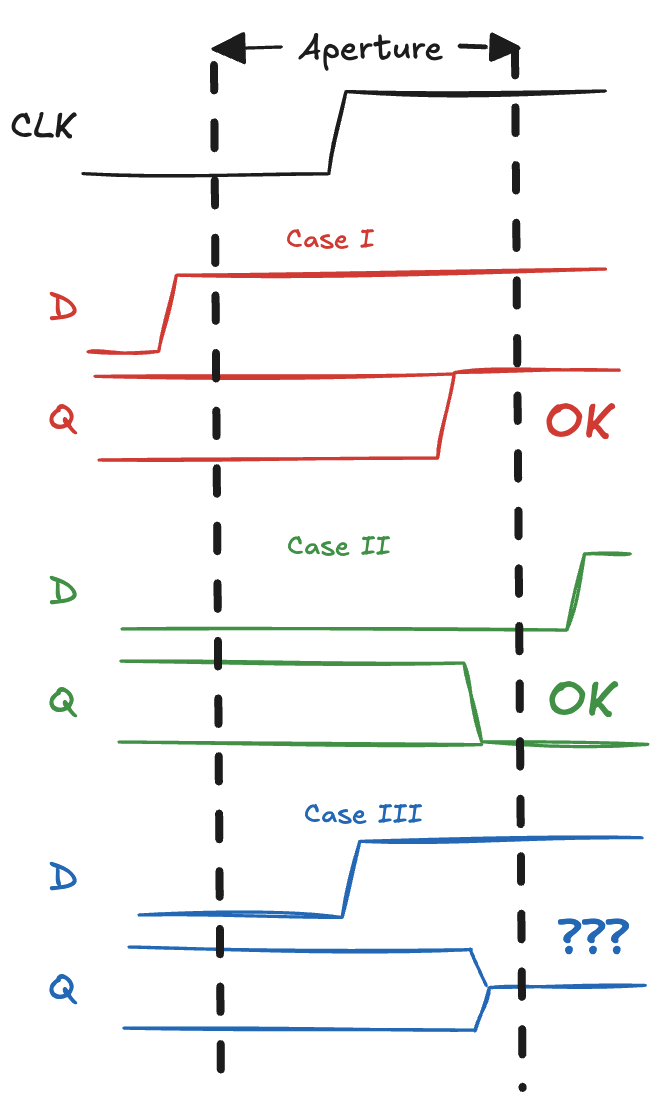 Aperture
CLK
Case I
D
Q
OK
Case II
D
Q
OK
Case III
D
???
Q